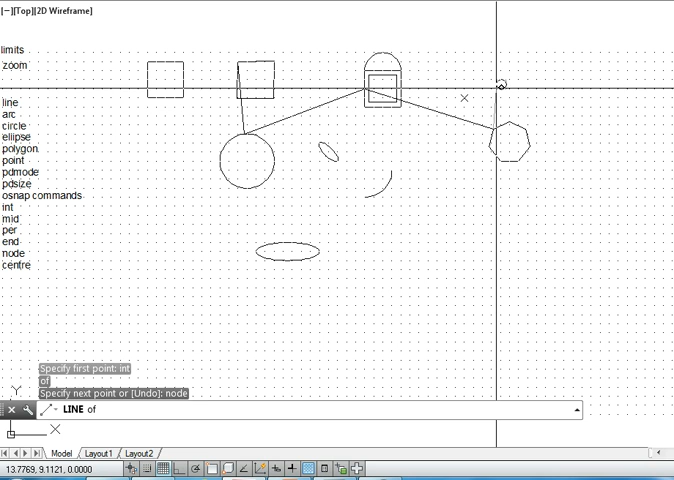 [−][Top][2D Wireframe]
limits
zoom
line
arc
circle
ellipse
polygon
point
pdmode
pdsize
osnap commands
int
mid
per
end
node
centre
Specify first point: int
of
Specify next point or [Undo]: node
Y
LINE of
X
Model Layout1 Layout2
13.7769, 9.1121, 0.0000